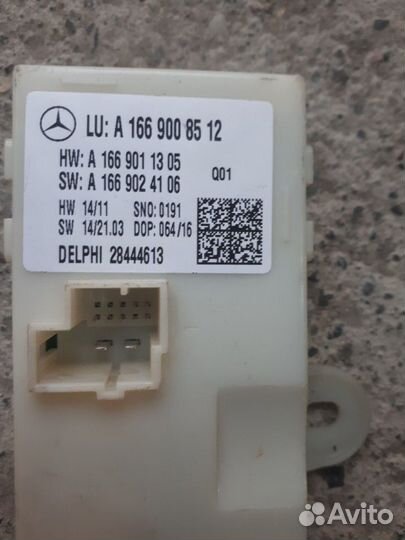 LU: A 166 900 85 12
HW: A 166 901 13 05
SW: A 166 902 41 06 Q01
HW 14/11 SNO: 0191
SW 14/21.03 DOP: 064/16
DELPHI 28444613
Avito